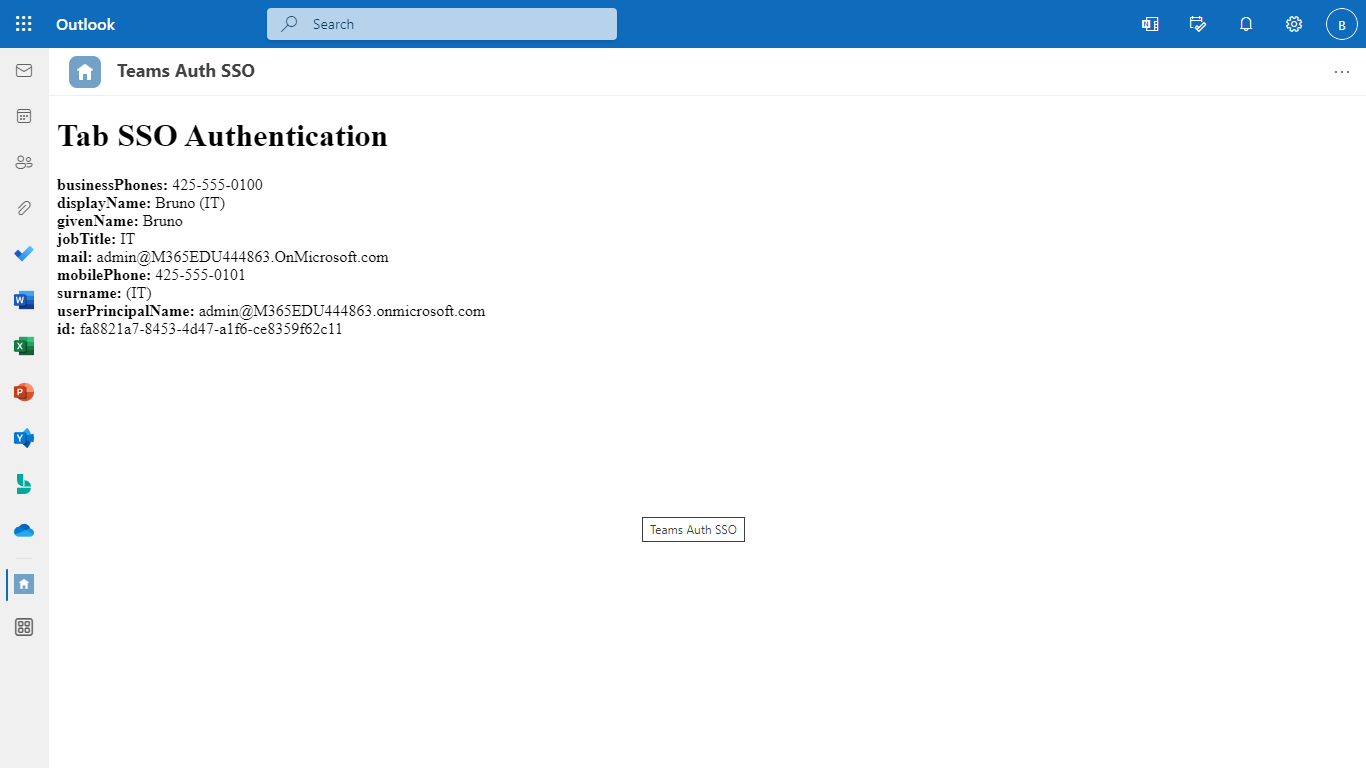 Outlook
Search
B
Teams Auth SSO
Tab SSO Authentication
businessPhones: 425-555-0100
displayName: Bruno (IT)
givenName: Bruno
jobTitle: IT
mail: admin@M365EDU444863.OnMicrosoft.com
mobilePhone: 425-555-0101
surname: (IT)
userPrincipalName: admin@M365EDU444863.onmicrosoft.com
id: fa8821a7-8453-4d47-a1f6-ce8359f62c11
Teams Auth SSO